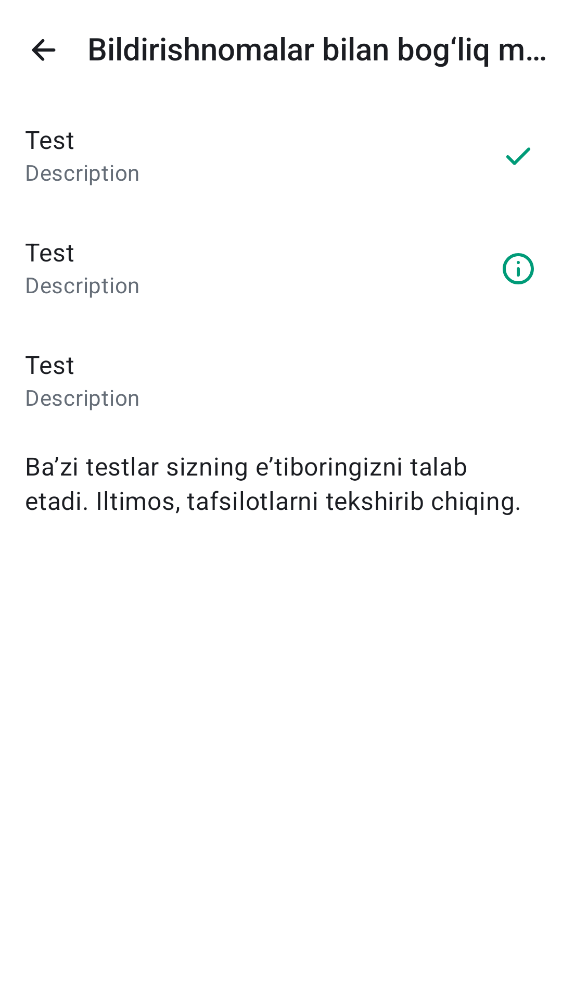 Bildirishnomalar bilan bog‘liq m…
Test
Description
Test
Description
Test
Description
Ba’zi testlar sizning e’tiboringizni talab
etadi. Iltimos, tafsilotlarni tekshirib chiqing.